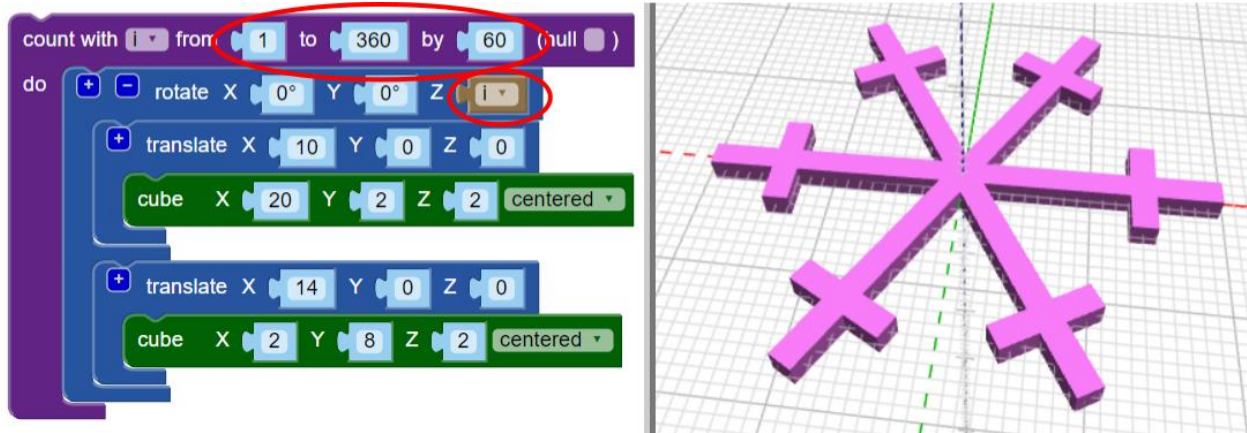 count with i from 1 to 360 by 60 (hull )
do
rotate X 0° Y 0° Z i
translate X 10 Y 0 Z 0
cube X 20 Y 2 Z 2 centered
translate X 14 Y 0 Z 0
cube X 2 Y 8 Z 2 centered